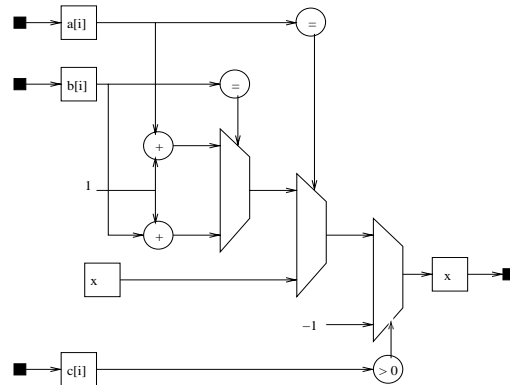 a[i]
=
b[i]
=
+
1
+
x
x
−1
c[i]
> 0